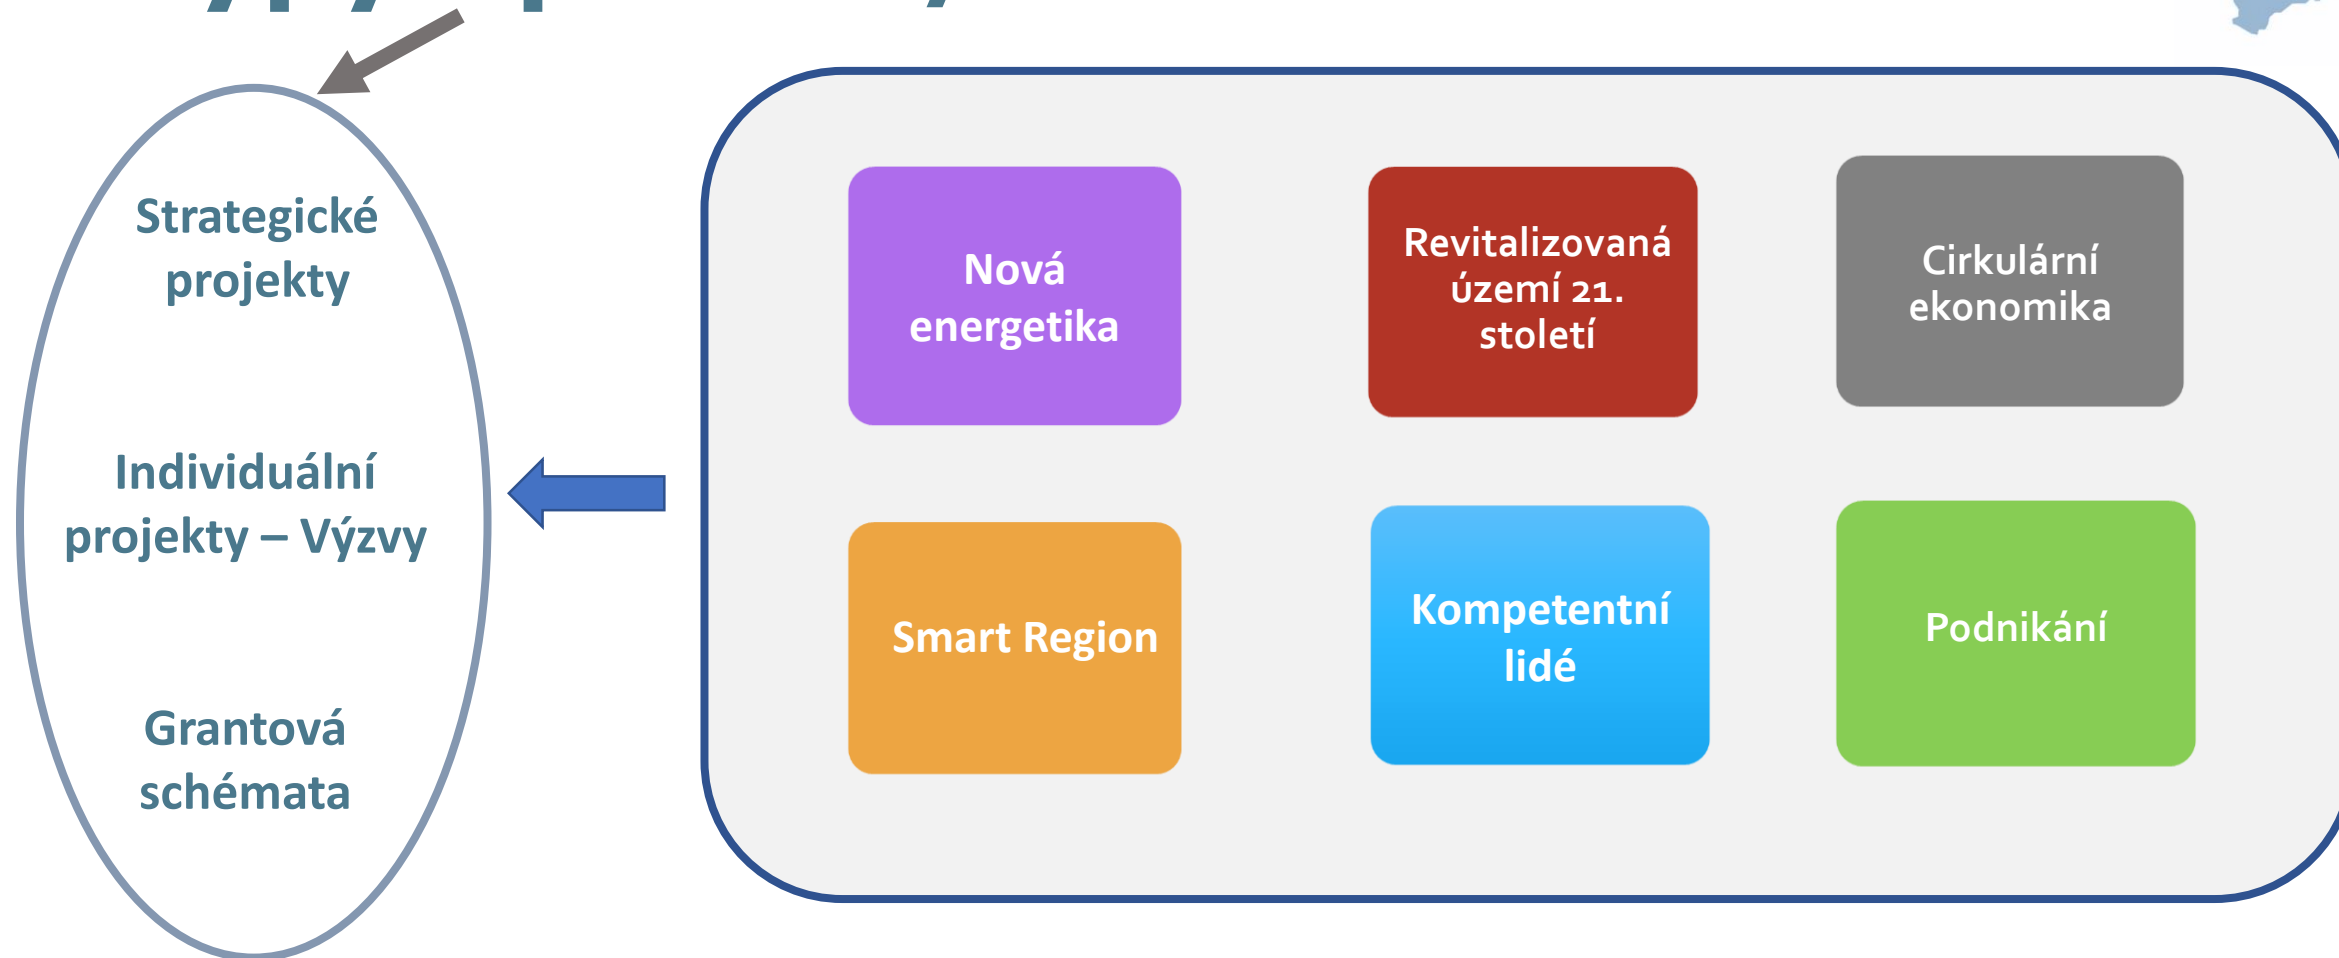 Strategické
projekty
Individuální
projekty – Výzvy
Grantová
schémata
Nová
energetika
Revitalizovaná
území 21.
století
Cirkulární
ekonomika
Smart Region
Kompetentní
lidé
Podnikání